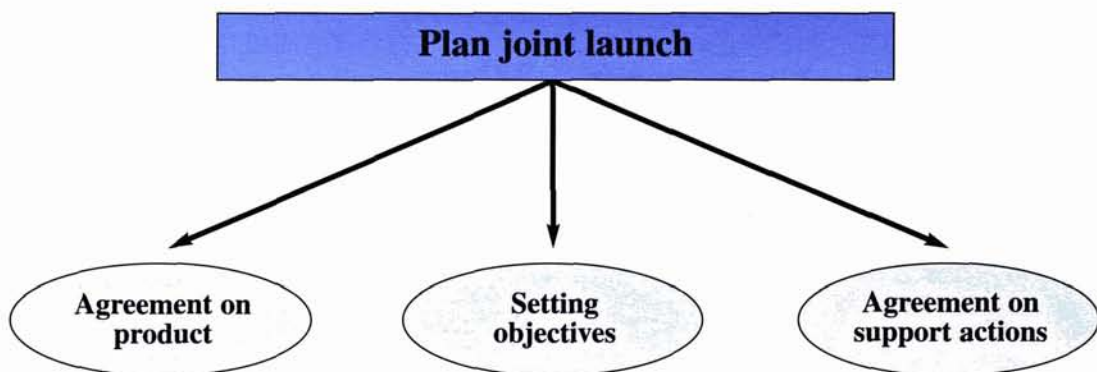 Plan joint launch
Agreement on
product
Setting
objectives
Agreement on
support actions